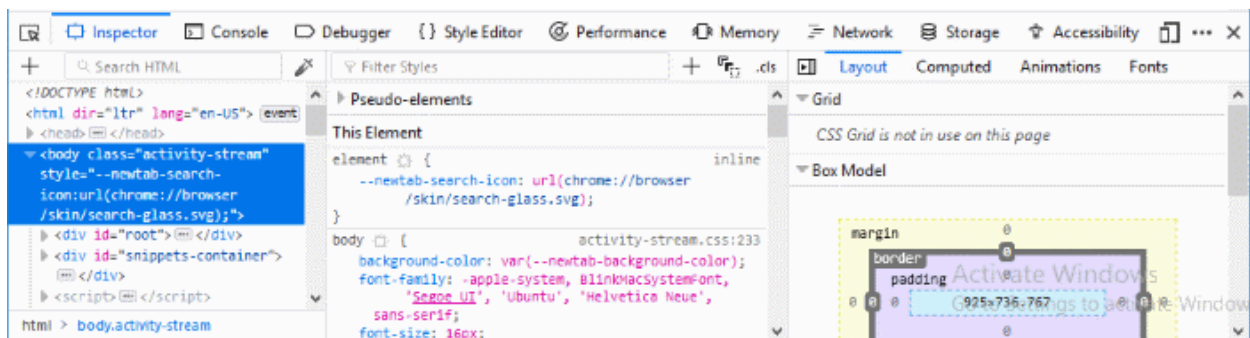 Inspector Console Debugger {} Style Editor Performance Memory Network Storage Accessibility
Search HTML
Filter Styles
.cls
Layout Computed Animations Fonts
<!DOCTYPE html>
<html dir="ltr" lang="en-US"> event
<head> </head>
<body class="activity-stream"
style="--newtab-search-
icon:url(chrome://browser
/skin/search-glass.svg);">
<div id="root"> </div>
<div id="snippets-container">
</div>
<script> </script>
html > body.activity-stream
Pseudo-elements
This Element
element { inline
--newtab-search-icon: url(chrome://browser
/skin/search-glass.svg);
}
body { activity-stream.css:233
background-color: var(--newtab-background-color);
font-family: -apple-system, BlinkMacSystemFont,
'Segoe UI', 'Ubuntu', 'Helvetica Neue',
sans-serif;
font-size: 16px;
Grid
CSS Grid is not in use on this page
Box Model
margin 0
border 0
padding 0
0 0 0 925×736.767 0 0 0
0
Activate Windows
Go to Settings to activate Window